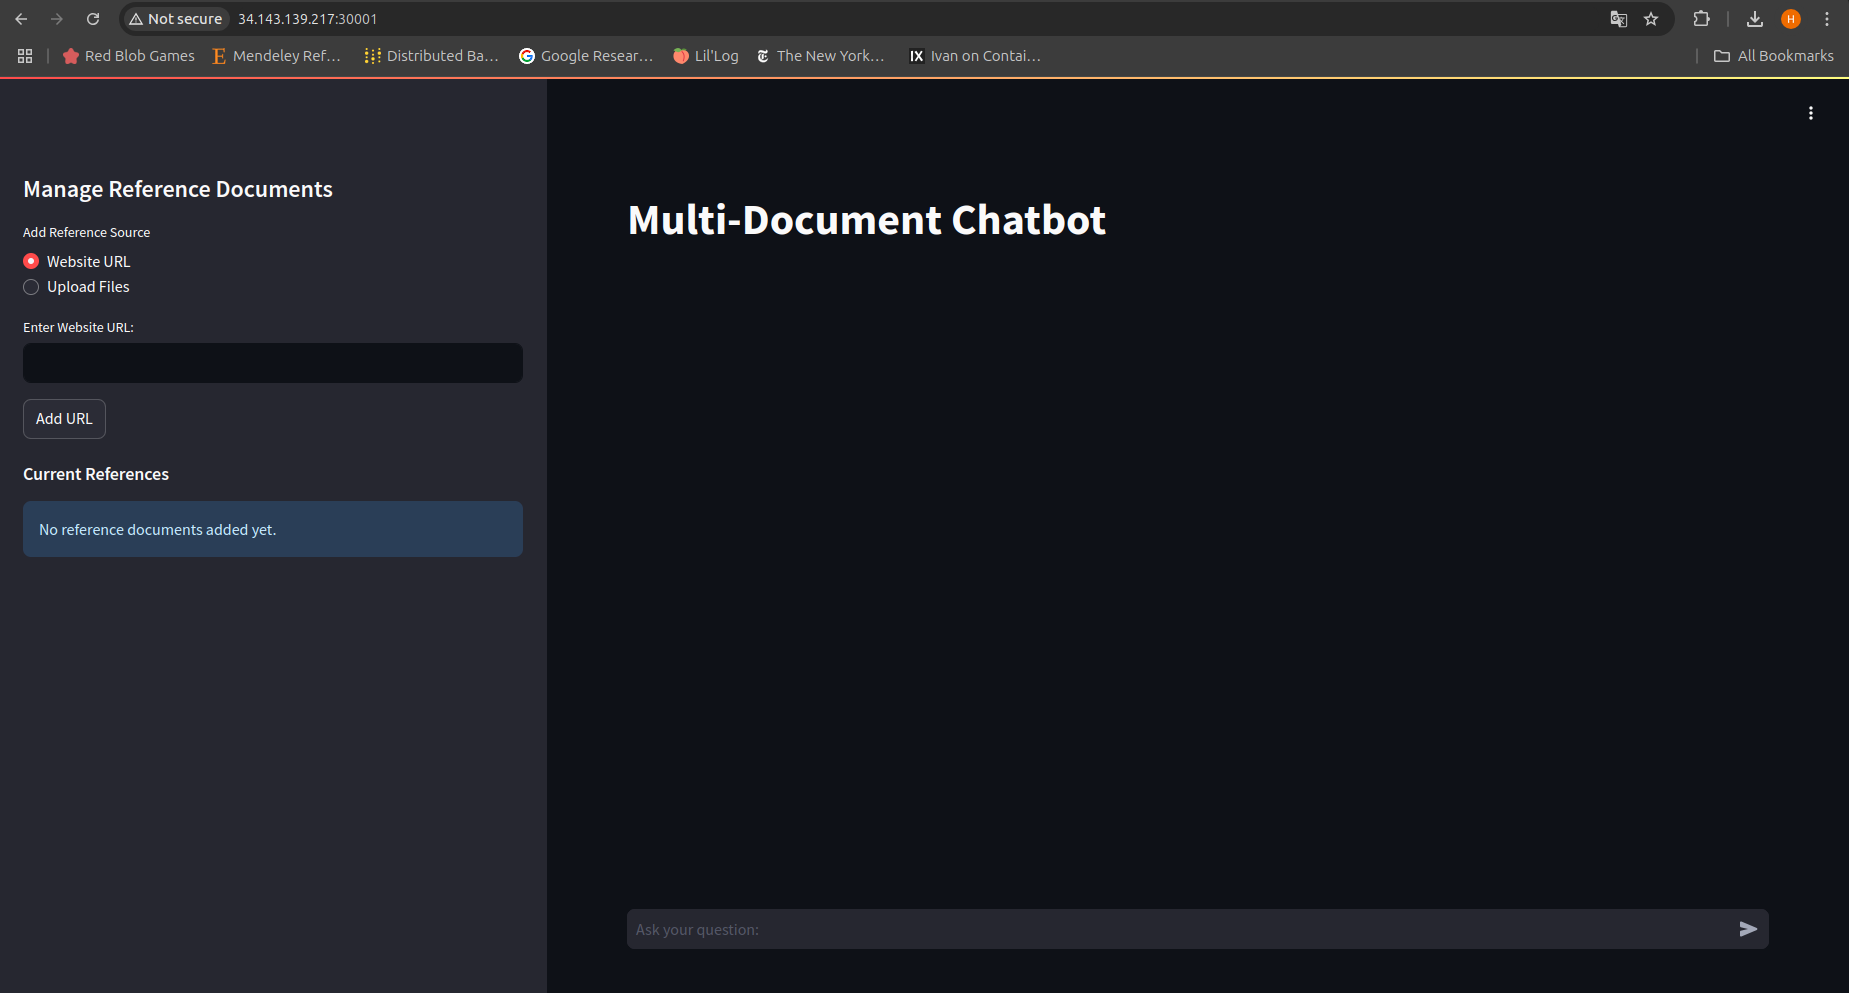 Not secure 34.143.139.217:30001
Red Blob Games Mendeley Ref... Distributed Ba... Google Resear... Lil'Log The New York... Ivan on Contai... All Bookmarks
Manage Reference Documents
Add Reference Source
Website URL
Upload Files
Enter Website URL:
Add URL
Current References
No reference documents added yet.
Multi-Document Chatbot
Ask your question: